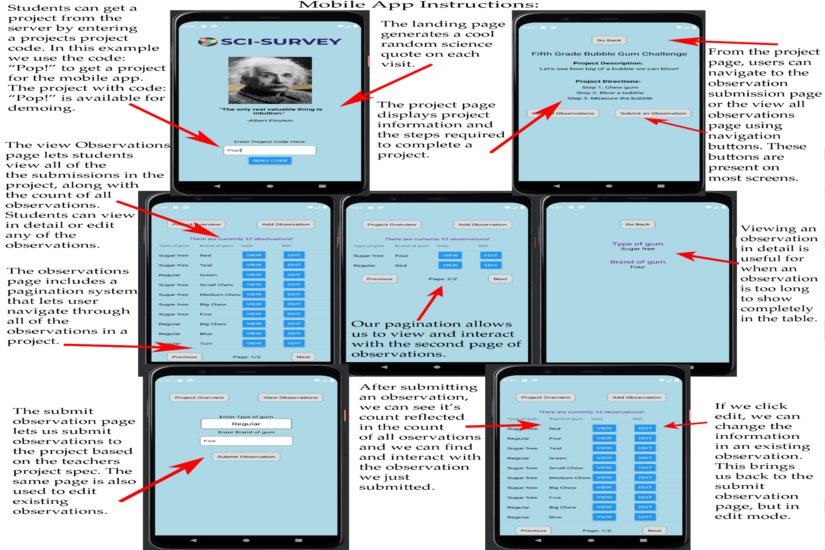 Mobile App Instructions:
Students can get a
project from the
server by entering
a projects project
code. In this example
we use the code:
“Pop!” to get a project
for the mobile app.
The project with code:
“Pop!” is available for
demoing.
SCI-SURVEY
"The only real valuable thing is
intuition."
-Albert Einstein
Enter Project Code Here:
Pop!
SEND CODE
The landing page
generates a cool
random science
quote on each
visit.
The project page
displays project
information and
the steps required
to complete a
project.
Go Back
Fifth Grade Bubble Gum Challenge
Project Description:
Let's see how big of a bubble we can blow!
Project Directions:
Step 1: Chew gum
Step 2: Blow a bubble
Step 3: Measure the bubble
Observations
Submit an Observation
From the project
page, users can
navigate to the
observation
submission page
or the view all
observations
page using
navigation
buttons. These
buttons are
present on
most screens.
The view Observations
page lets students
view all of the
the submissions in the
project, along with
the count of all
observations.
Students can view
in detail or edit
any of the
observations.
The observations
page includes a
pagination system
that lets user
navigate through
all of the
observations in a
project.
Project Overview Add Observation
There are currently 12 observations!
Type of gum Brand of gum View Edit
Sugar free Red VIEW EDIT
Sugar free Test VIEW EDIT
Regular Green VIEW EDIT
Sugar free Small Chew VIEW EDIT
Sugar free Medium Chew VIEW EDIT
Sugar free Big Chew VIEW EDIT
Sugar free Five VIEW EDIT
Regular Big Chew VIEW EDIT
Regular Blue VIEW EDIT
Regular Tum VIEW EDIT
Previous Page: 1/2 Next
Project Overview Add Observation
There are currently 12 observations!
Type of gum Brand of gum View Edit
Sugar free Four VIEW EDIT
Regular Red VIEW EDIT
Previous Page: 2/2 Next
Our pagination allows
us to view and interact
with the second page of
observations.
Go Back
Type of gum
Sugar free
Brand of gum
Four
Viewing an
observation
in detail is
useful for
when an
observation
is too long
to show
completely
in the table.
The submit
observation page
lets us submit
observations to
the project based
on the teachers
project spec. The
same page is also
used to edit
existing
observations.
Project Overview View Observations
Enter Type of gum
Regular
Enter Brand of gum
Five
Submit Observation
After submitting
an observation,
we can see it's
count reflected
in the count
of all oservations
and we can find
and interact with
the observation
we just
submitted.
Project Overview Add Observation
There are currently 13 observations!
Type of gum Brand of gum View Edit
Sugar free Red VIEW EDIT
Regular Five VIEW EDIT
Sugar free Test VIEW EDIT
Regular Green VIEW EDIT
Sugar free Small Chew VIEW EDIT
Sugar free Medium Chew VIEW EDIT
Sugar free Big Chew VIEW EDIT
Sugar free Five VIEW EDIT
Regular Big Chew VIEW EDIT
Regular Blue VIEW EDIT
Previous Page: 1/2 Next
If we click
edit, we can
change the
information
in an existing
observation.
This brings
us back to the
submit
observation
page, but in
edit mode.